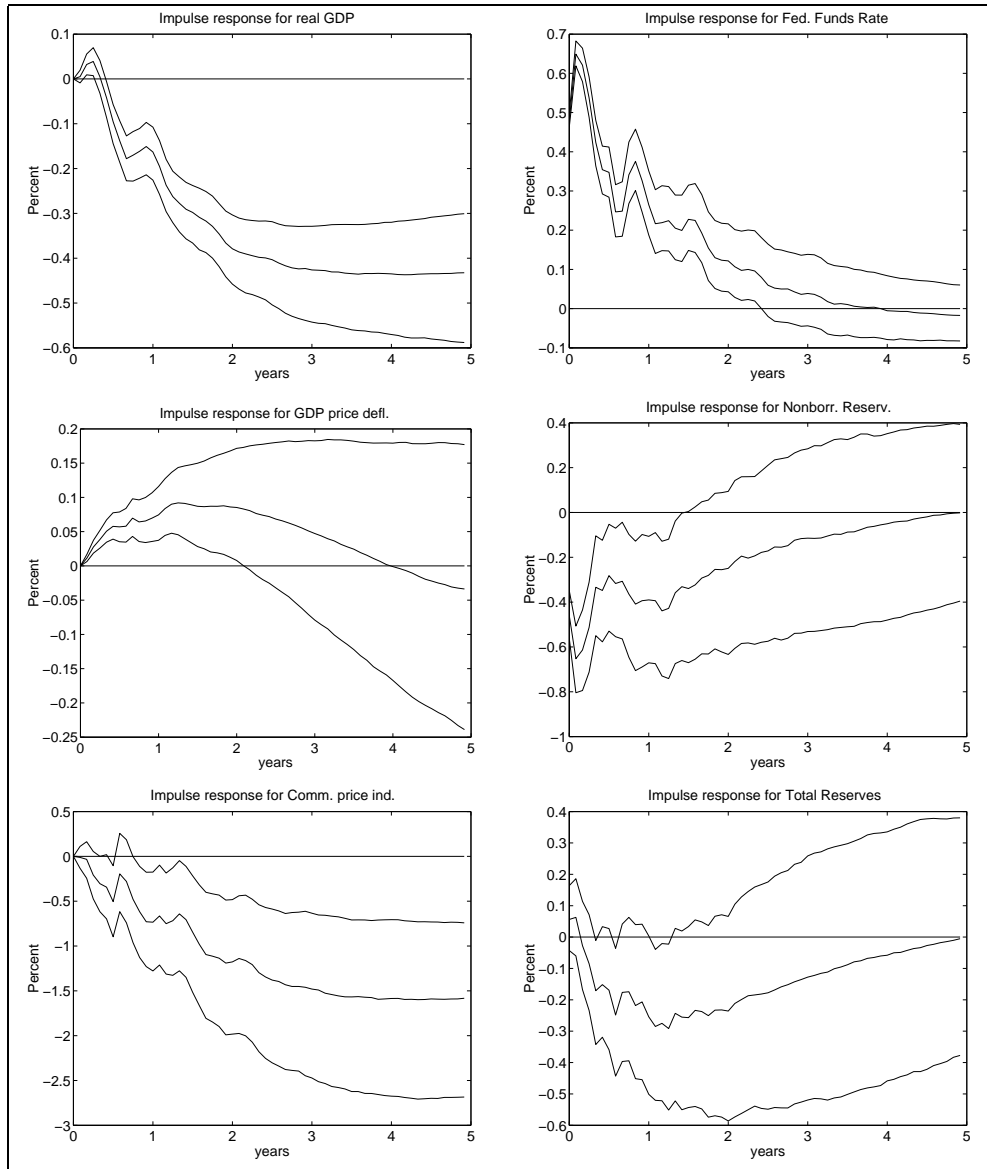 Impulse response for real GDP
0.1
0
−0.1
−0.2
−0.3
−0.4
−0.5
−0.6
Percent
0 1 2 3 4 5
years
Impulse response for Fed. Funds Rate
0.7
0.6
0.5
0.4
0.3
0.2
0.1
0
−0.1
Percent
0 1 2 3 4 5
years
Impulse response for GDP price defl.
0.2
0.15
0.1
0.05
0
−0.05
−0.1
−0.15
−0.2
−0.25
Percent
0 1 2 3 4 5
years
Impulse response for Nonborr. Reserv.
0.4
0.2
0
−0.2
−0.4
−0.6
−0.8
−1
Percent
0 1 2 3 4 5
years
Impulse response for Comm. price ind.
0.5
0
−0.5
−1
−1.5
−2
−2.5
−3
Percent
0 1 2 3 4 5
years
Impulse response for Total Reserves
0.4
0.3
0.2
0.1
0
−0.1
−0.2
−0.3
−0.4
−0.5
−0.6
Percent
0 1 2 3 4 5
years